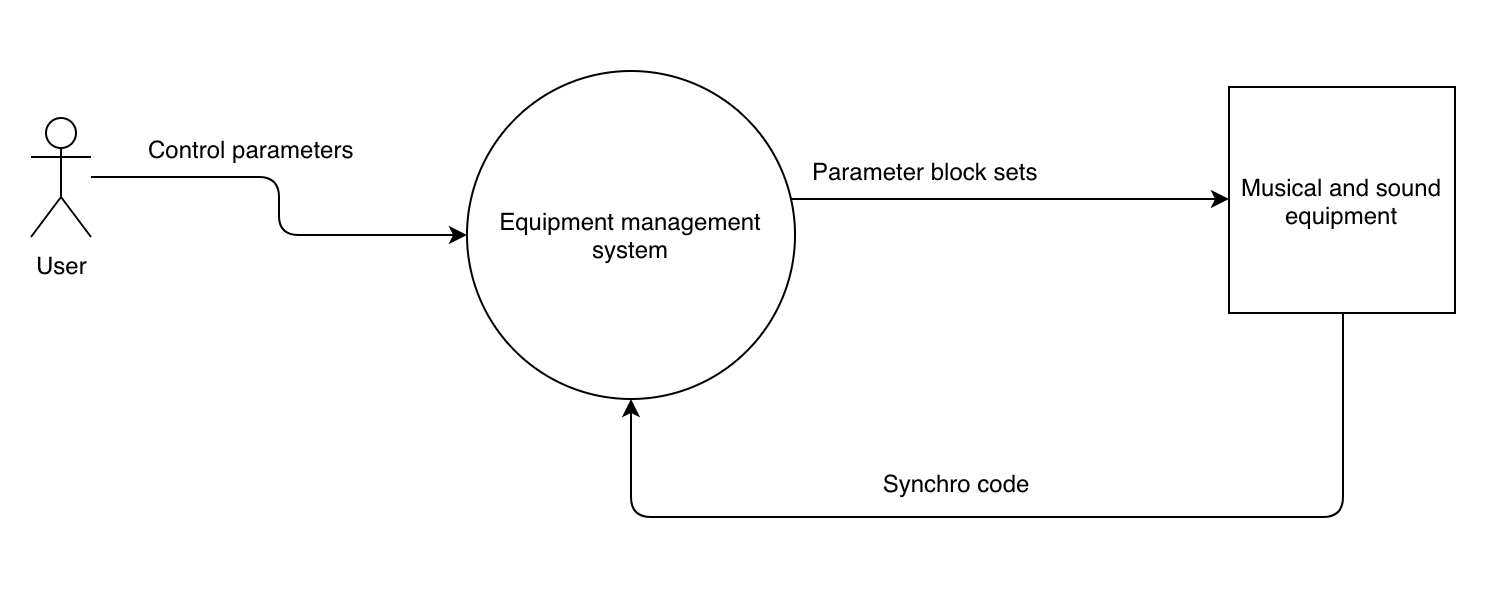 Control parameters
Parameter block sets
Musical and sound
equipment
Equipment management
system
User
Synchro code